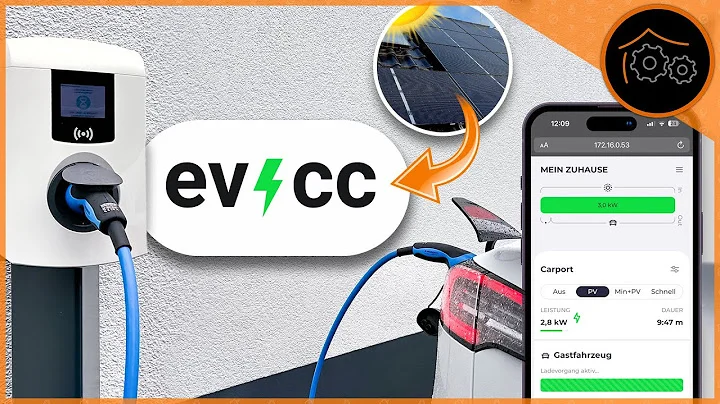 evcc
12:09
AA
172.16.0.53
MEIN ZUHAUSE
3,0 kW
Carport
Aus PV Min+PV Schnell
LEISTUNG DAUER
2,8 kW 9:47 m
Gastfahrzeug
Ladevorgang aktiv...